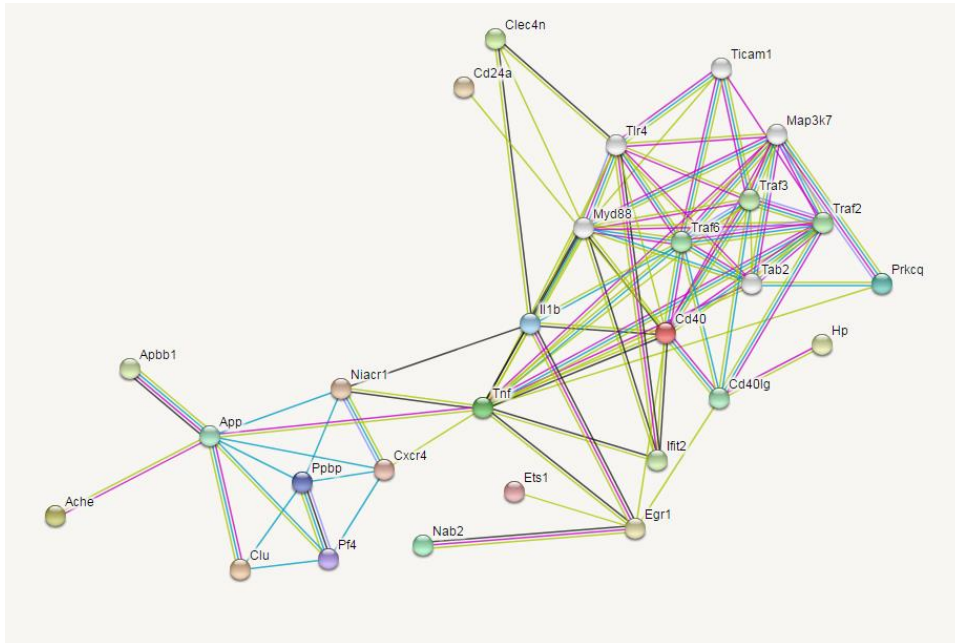 Clec4n
Cd24a
Ticam1
Tlr4
Map3k7
Traf3
Traf2
Myd88
Traf6
Tab2
Prkcq
Il1b
Cd40
Hp
Apbb1
Niacr1
Tnf
Cd40lg
App
Cxcr4
Ifit2
Ppbp
Ets1
Ache
Egr1
Nab2
Clu
Pf4